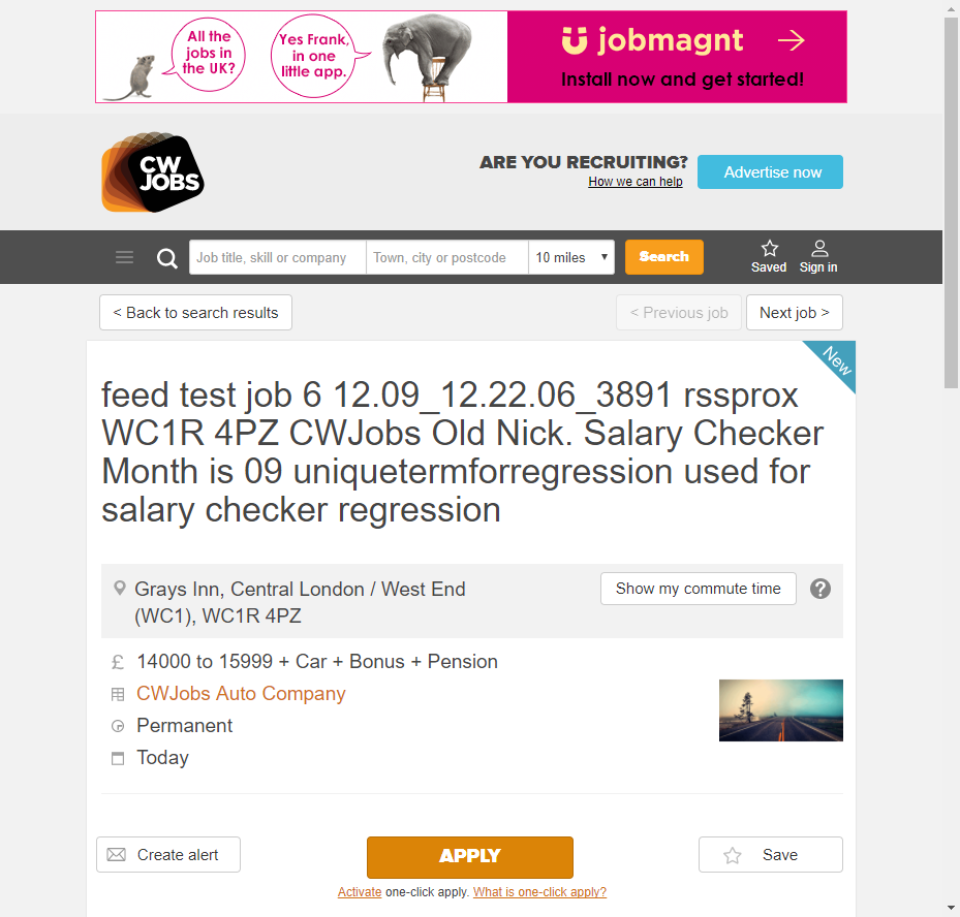 All the
jobs in
the UK?
Yes Frank,
in one
little app.
jobmagnt
Install now and get started!
CW
JOBS
ARE YOU RECRUITING?
How we can help
Advertise now
Job title, skill or company
Town, city or postcode
10 miles
Search
Saved
Sign in
< Back to search results
< Previous job
Next job >
New
feed test job 6 12.09_12.22.06_3891 rssprox
WC1R 4PZ CWJobs Old Nick. Salary Checker
Month is 09 uniquetermforregression used for
salary checker regression
Grays Inn, Central London / West End
(WC1), WC1R 4PZ
Show my commute time
?
£ 14000 to 15999 + Car + Bonus + Pension
CWJobs Auto Company
Permanent
Today
Create alert
APPLY
Save
Activate one-click apply. What is one-click apply?